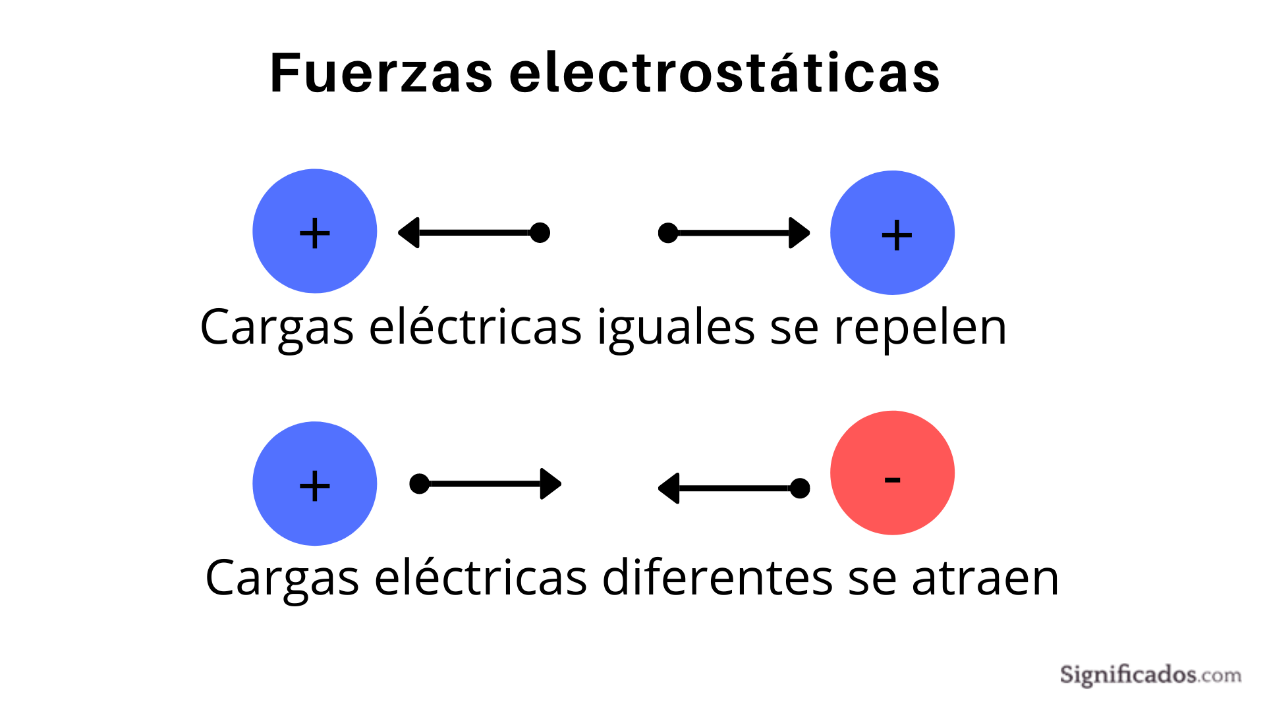 Fuerzas electrostáticas
+ +
Cargas eléctricas iguales se repelen
+ -
Cargas eléctricas diferentes se atraen
Significados.com